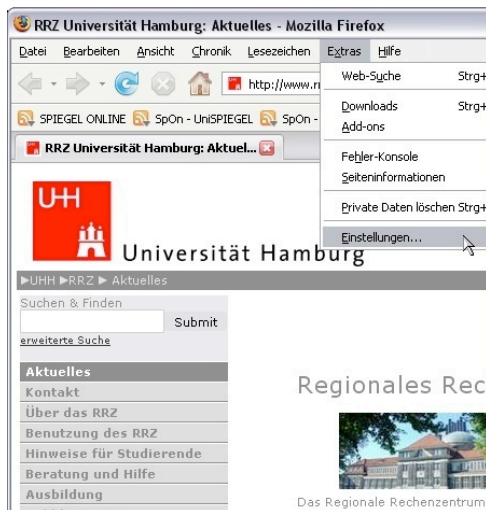 RRZ Universität Hamburg: Aktuelles - Mozilla Firefox
Datei Bearbeiten Ansicht Chronik Lesezeichen Extras Hilfe
http://www.rr
SPIEGEL ONLINE SpOn - UniSPIEGEL SpOn -
RRZ Universität Hamburg: Aktuel...
Web-Suche Strg+
Downloads Strg+
Add-ons
Fehler-Konsole
Seiteninformationen
Private Daten löschen Strg+
Einstellungen...
UHH
Universität Hamburg
UHH RRZ Aktuelles
Suchen & Finden
Submit
erweiterte Suche
Aktuelles
Kontakt
Über das RRZ
Benutzung des RRZ
Hinweise für Studierende
Beratung und Hilfe
Ausbildung
Regionales Rec
Das Regionale Rechenzentrum